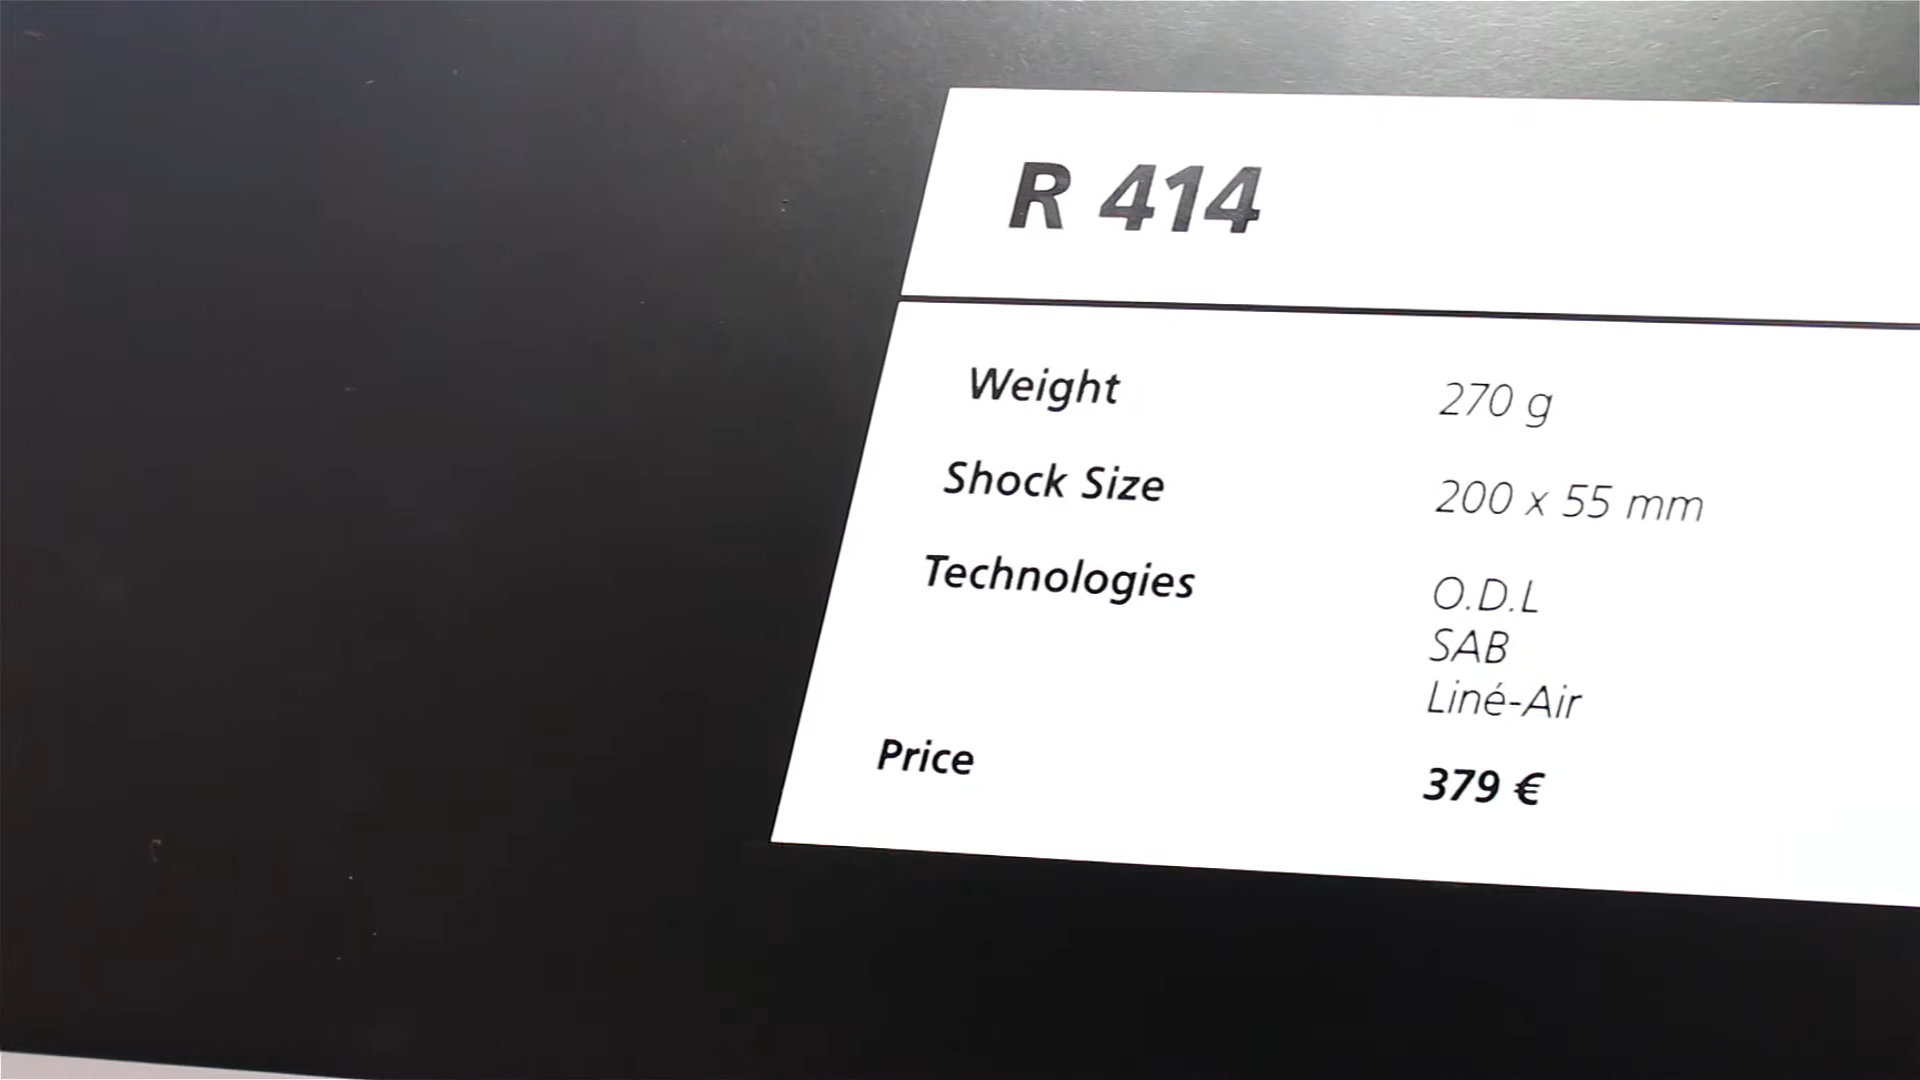 R 414
Weight 270 g
Shock Size 200 x 55 mm
Technologies O.D.L
SAB
Liné-Air
Price 379 €